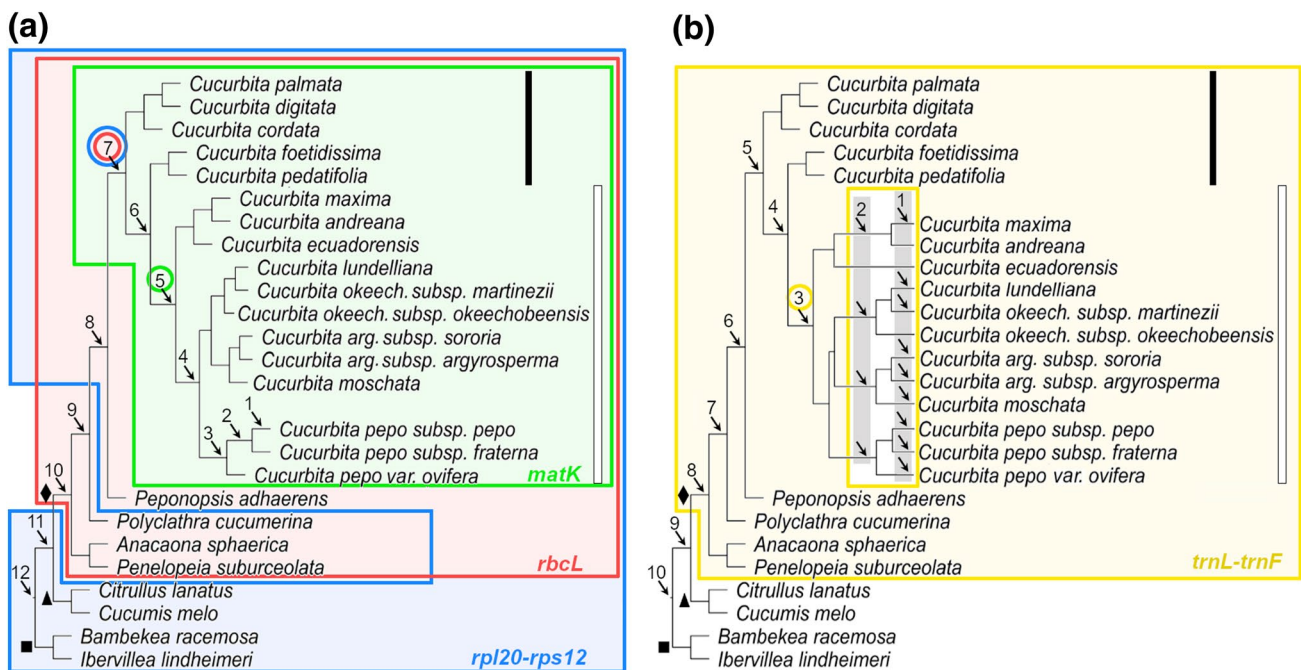 (a)
Cucurbita palmata
Cucurbita digitata
Cucurbita cordata
7
Cucurbita foetidissima
Cucurbita pedatifolia
Cucurbita maxima
6
Cucurbita andreana
Cucurbita ecuadorensis
Cucurbita lundelliana
5
Cucurbita okeech. subsp. martinezii
Cucurbita okeech. subsp. okeechobeensis
8
Cucurbita arg. subsp. sororia
4
Cucurbita arg. subsp. argyrosperma
Cucurbita moschata
9
2 1
Cucurbita pepo subsp. pepo
3
Cucurbita pepo subsp. fraterna
10
Cucurbita pepo var. ovifera
matK
Peponopsis adhaerens
11
Polyclathra cucumerina
Anacaona sphaerica
12
Penelopeia suburceolata
rbcL
Citrullus lanatus
Cucumis melo
Bambekea racemosa
Ibervillea lindheimeri
rpl20-rps12
(b)
Cucurbita palmata
Cucurbita digitata
Cucurbita cordata
5
Cucurbita foetidissima
Cucurbita pedatifolia
2 1
4
Cucurbita maxima
Cucurbita andreana
Cucurbita ecuadorensis
3
Cucurbita lundelliana
Cucurbita okeech. subsp. martinezii
6
Cucurbita okeech. subsp. okeechobeensis
Cucurbita arg. subsp. sororia
Cucurbita arg. subsp. argyrosperma
Cucurbita moschata
7
Cucurbita pepo subsp. pepo
Cucurbita pepo subsp. fraterna
8
Cucurbita pepo var. ovifera
Peponopsis adhaerens
9
Polyclathra cucumerina
Anacaona sphaerica
10
Penelopeia suburceolata
trnL-trnF
Citrullus lanatus
Cucumis melo
Bambekea racemosa
Ibervillea lindheimeri